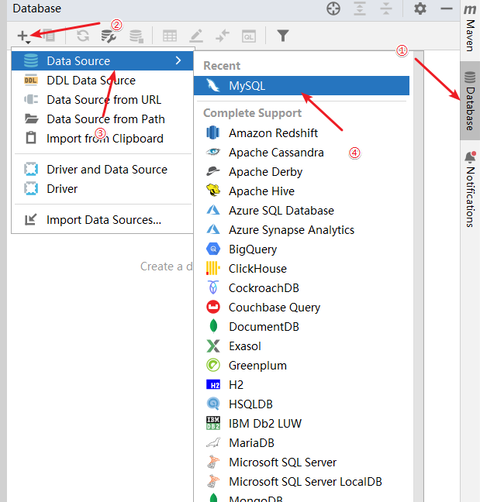 Database
②
①
Maven
Database
Notifications
QL
Data Source
DDL
DDL Data Source
Data Source from URL
Data Source from Path
③
Import from Clipboard
Driver and Data Source
Driver
Import Data Sources...
Create a d
Recent
MySQL
Complete Support
Amazon Redshift
Apache Cassandra
④
Apache Derby
Apache Hive
Azure SQL Database
Azure Synapse Analytics
BigQuery
ClickHouse
CockroachDB
Couchbase Query
DocumentDB
Exasol
Greenplum
H2
HSQLDB
IBM Db2 LUW
MariaDB
Microsoft SQL Server
Microsoft SQL Server LocalDB
MongoDB